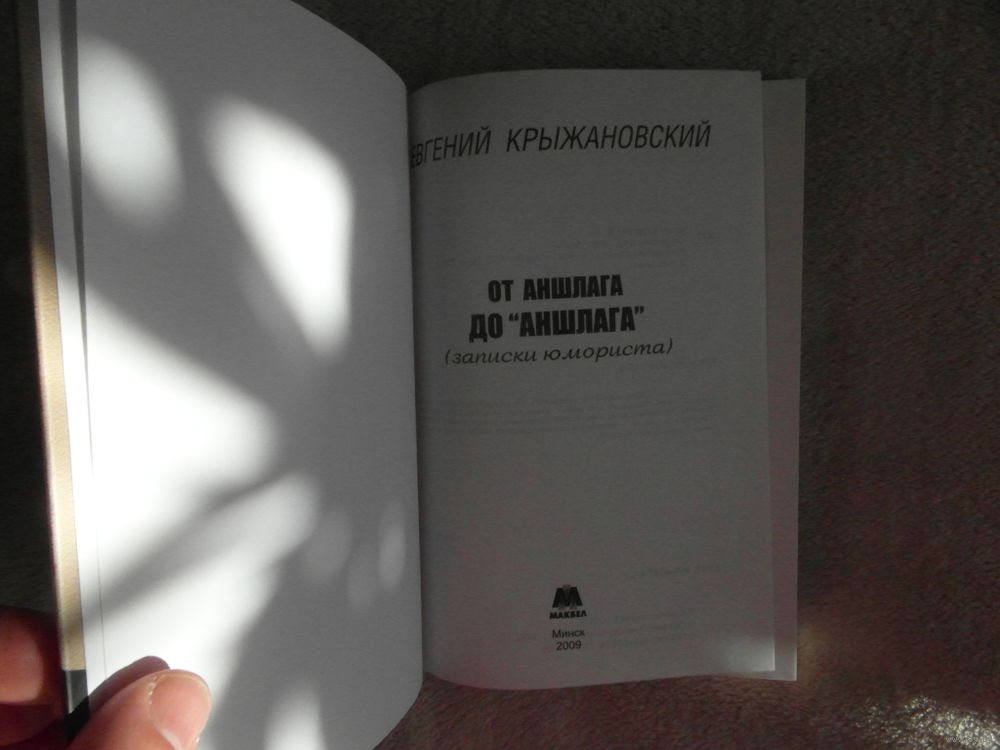 ЕВГЕНИЙ КРЫЖАНОВСКИЙ
ОТ АНШЛАГА
ДО “АНШЛАГА”
(записки юмориста)
МАКБЕЛ
Минск
2009